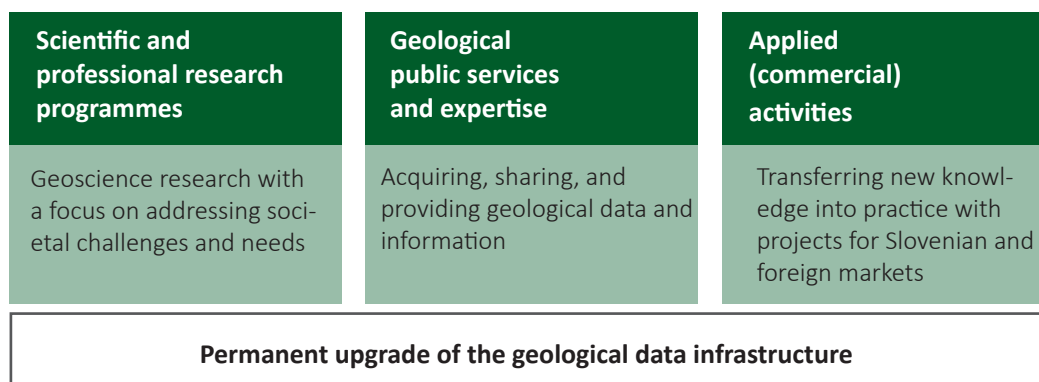 Scientific and
professional research
programmes
Geoscience research with
a focus on addressing soci-
etal challenges and needs
Geological
public services
and expertise
Acquiring, sharing, and
providing geological data and
information
Applied
(commercial)
activities
Transferring new knowl-
edge into practice with
projects for Slovenian and
foreign markets
Permanent upgrade of the geological data infrastructure